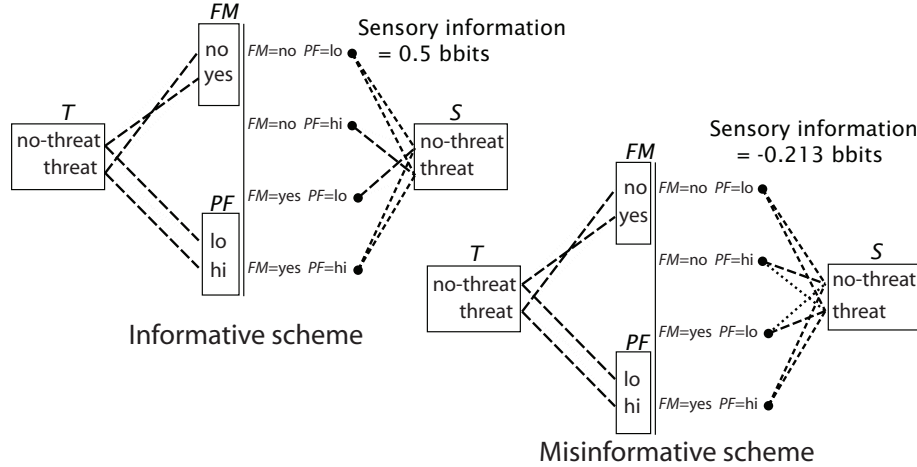 FM
no
yes
T
no-threat
threat
PF
lo
hi
FM=no PF=lo
FM=no PF=hi
FM=yes PF=lo
FM=yes PF=hi
Sensory information
= 0.5 bbits
S
no-threat
threat
Informative scheme
Sensory information
= -0.213 bbits
FM
no
yes
T
no-threat
threat
PF
lo
hi
FM=no PF=lo
FM=no PF=hi
FM=yes PF=lo
FM=yes PF=hi
S
no-threat
threat
Misinformative scheme